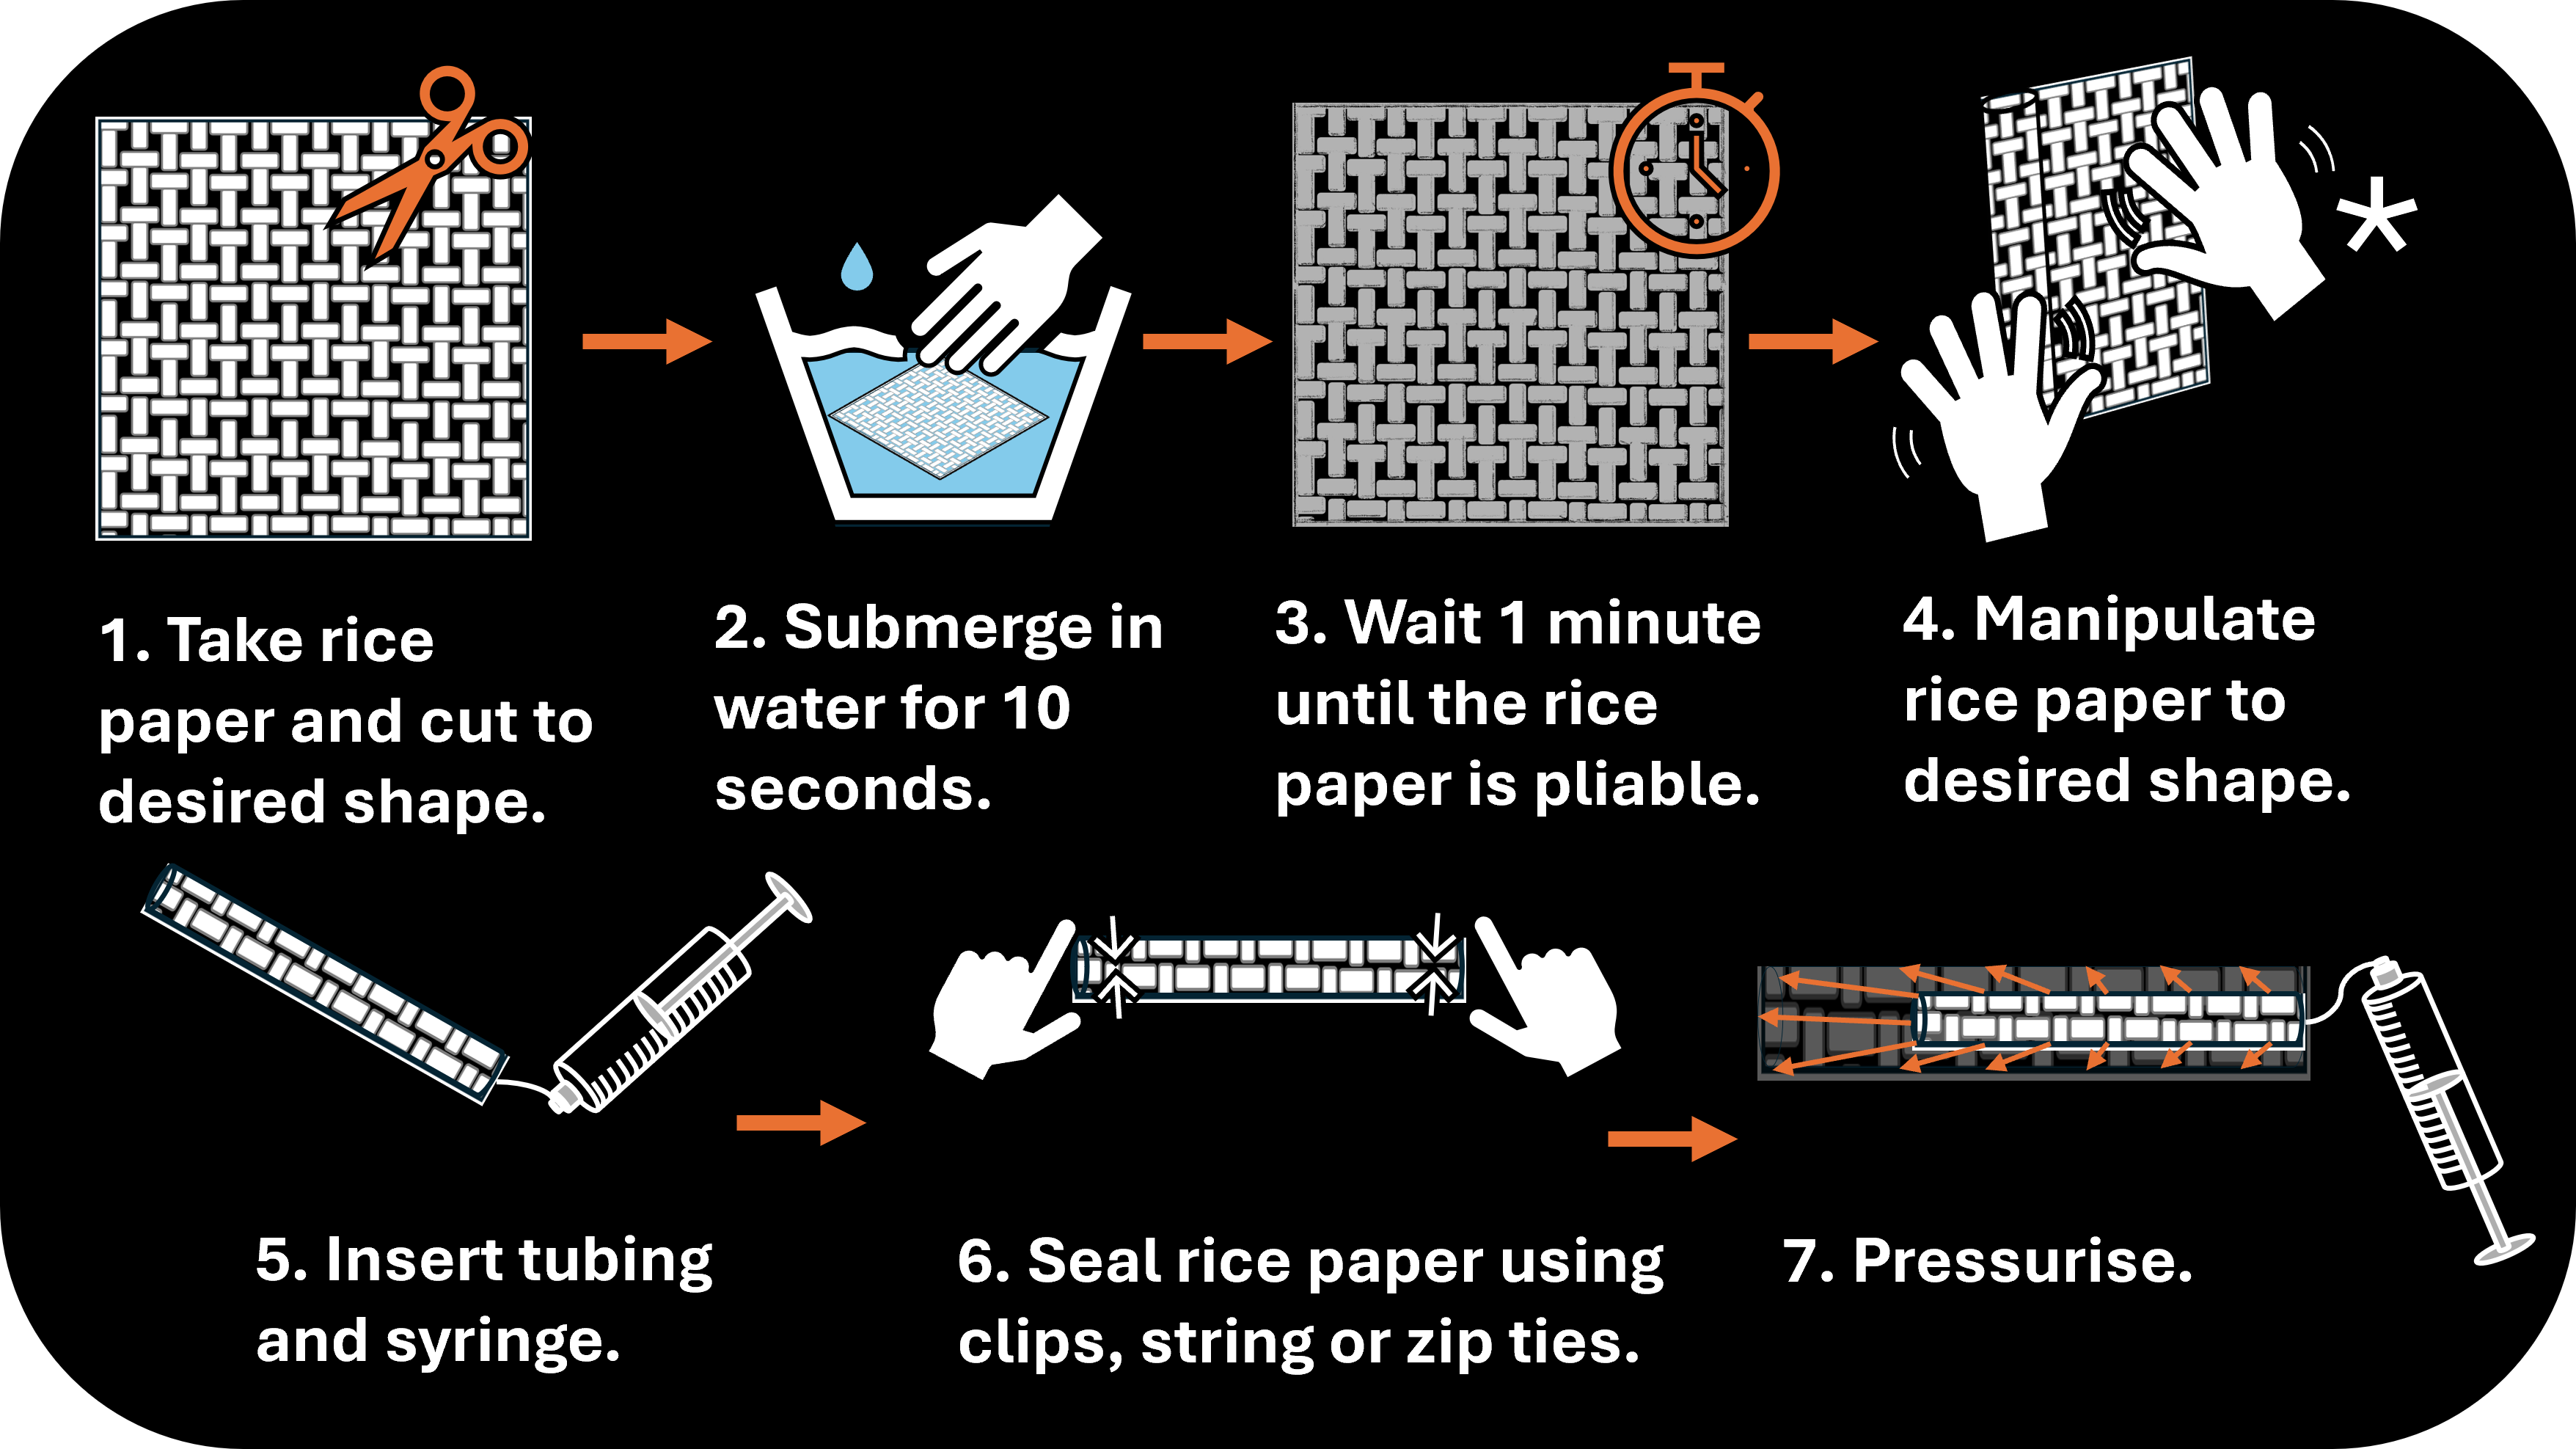 1. Take rice
paper and cut to
desired shape.
2. Submerge in
water for 10
seconds.
3. Wait 1 minute
until the rice
paper is pliable.
*
4. Manipulate
rice paper to
desired shape.
5. Insert tubing
and syringe.
6. Seal rice paper using
clips, string or zip ties.
7. Pressurise.